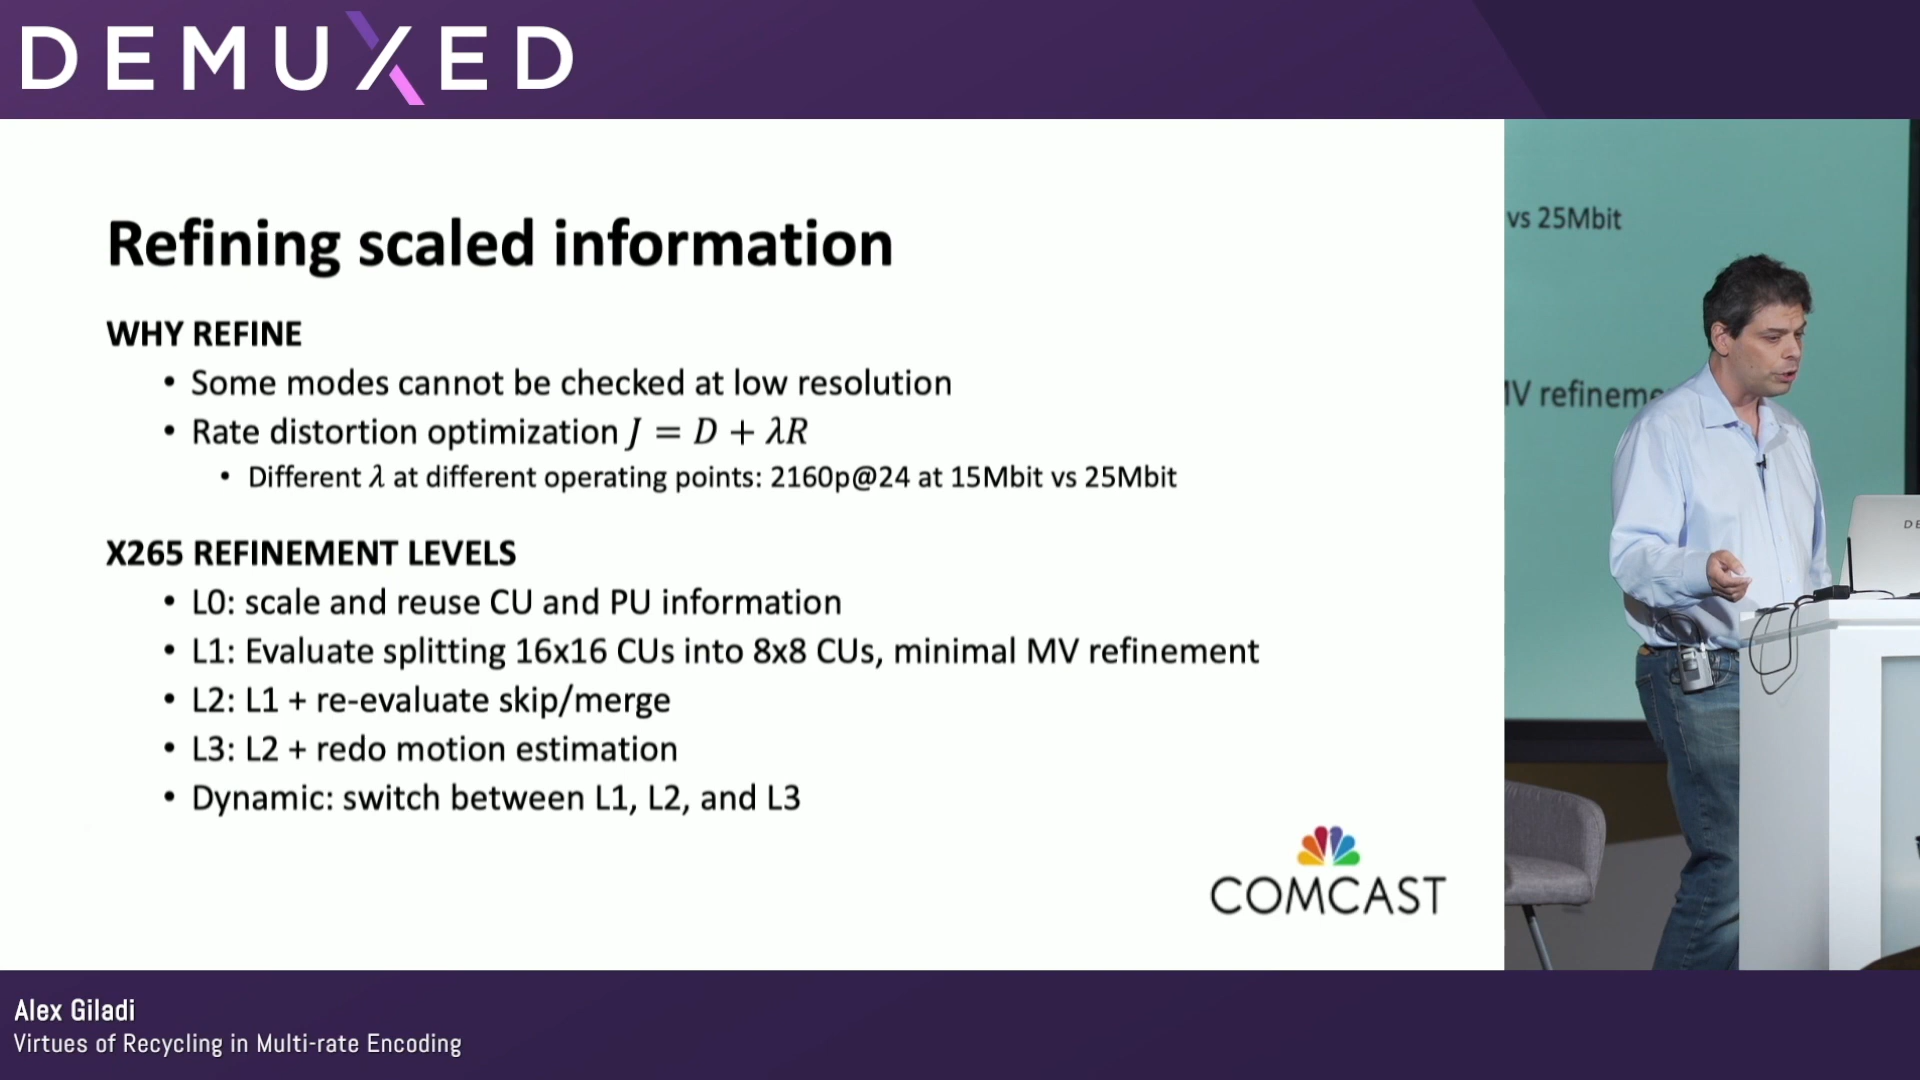 DEMUXED
Refining scaled information
WHY REFINE
• Some modes cannot be checked at low resolution
• Rate distortion optimization J = D + λR
• Different λ at different operating points: 2160p@24 at 15Mbit vs 25Mbit
X265 REFINEMENT LEVELS
• L0: scale and reuse CU and PU information
• L1: Evaluate splitting 16x16 CUs into 8x8 CUs, minimal MV refinement
• L2: L1 + re-evaluate skip/merge
• L3: L2 + redo motion estimation
• Dynamic: switch between L1, L2, and L3
COMCAST
vs 25Mbit
MV refineme
DE
Alex Giladi
Virtues of Recycling in Multi-rate Encoding